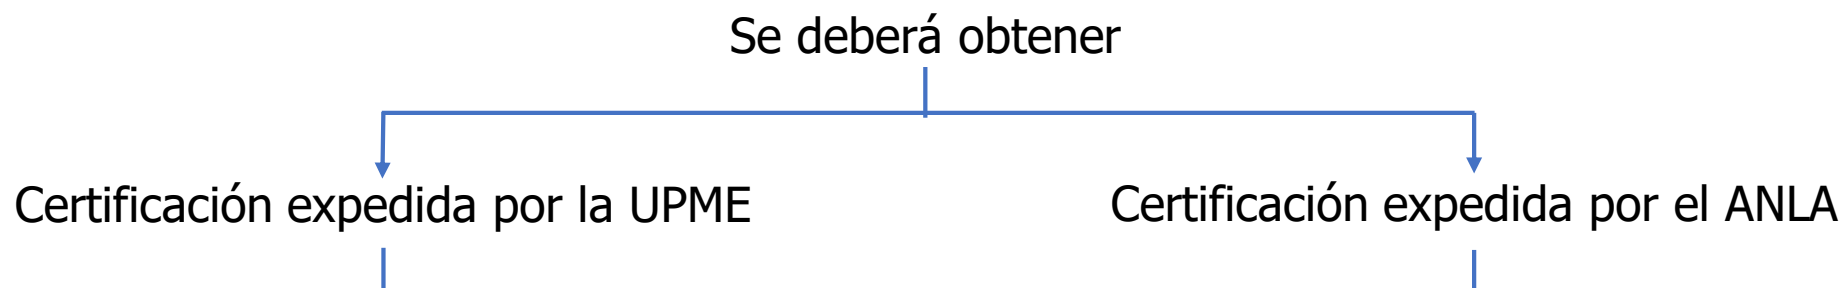 Se deberá obtener
Certificación expedida por la UPME
Certificación expedida por el ANLA